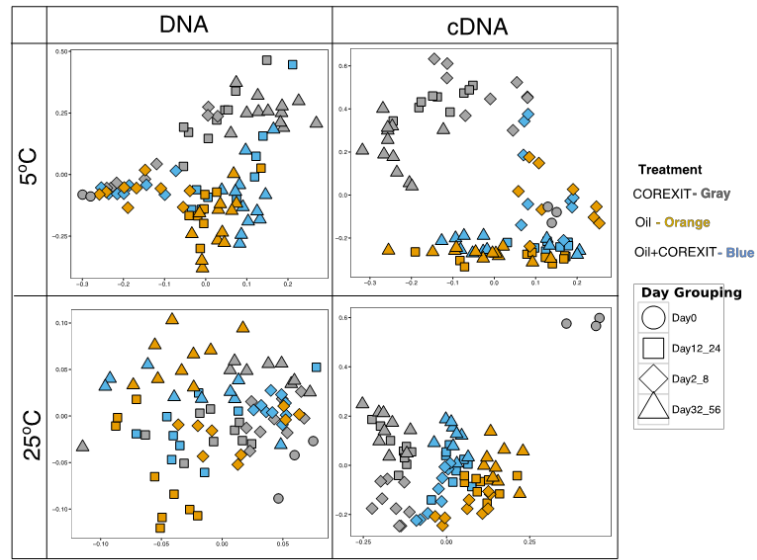 DNA
cDNA
5ºC
0.50
0.25
0.00
−0.25
−0.3
−0.2
−0.1
0.0
0.1
0.2
0.6
0.4
0.2
0.0
−0.2
−0.3
−0.2
−0.1
0.0
0.1
0.2
25ºC
0.10
0.05
0.00
−0.05
−0.10
−0.10
−0.05
0.00
0.05
0.6
0.4
0.2
0.0
−0.2
−0.25
0.00
0.25
Treatment
COREXIT- Gray
Oil - Orange
Oil+COREXIT- Blue
Day Grouping
Day0
Day12_24
Day2_8
Day32_56